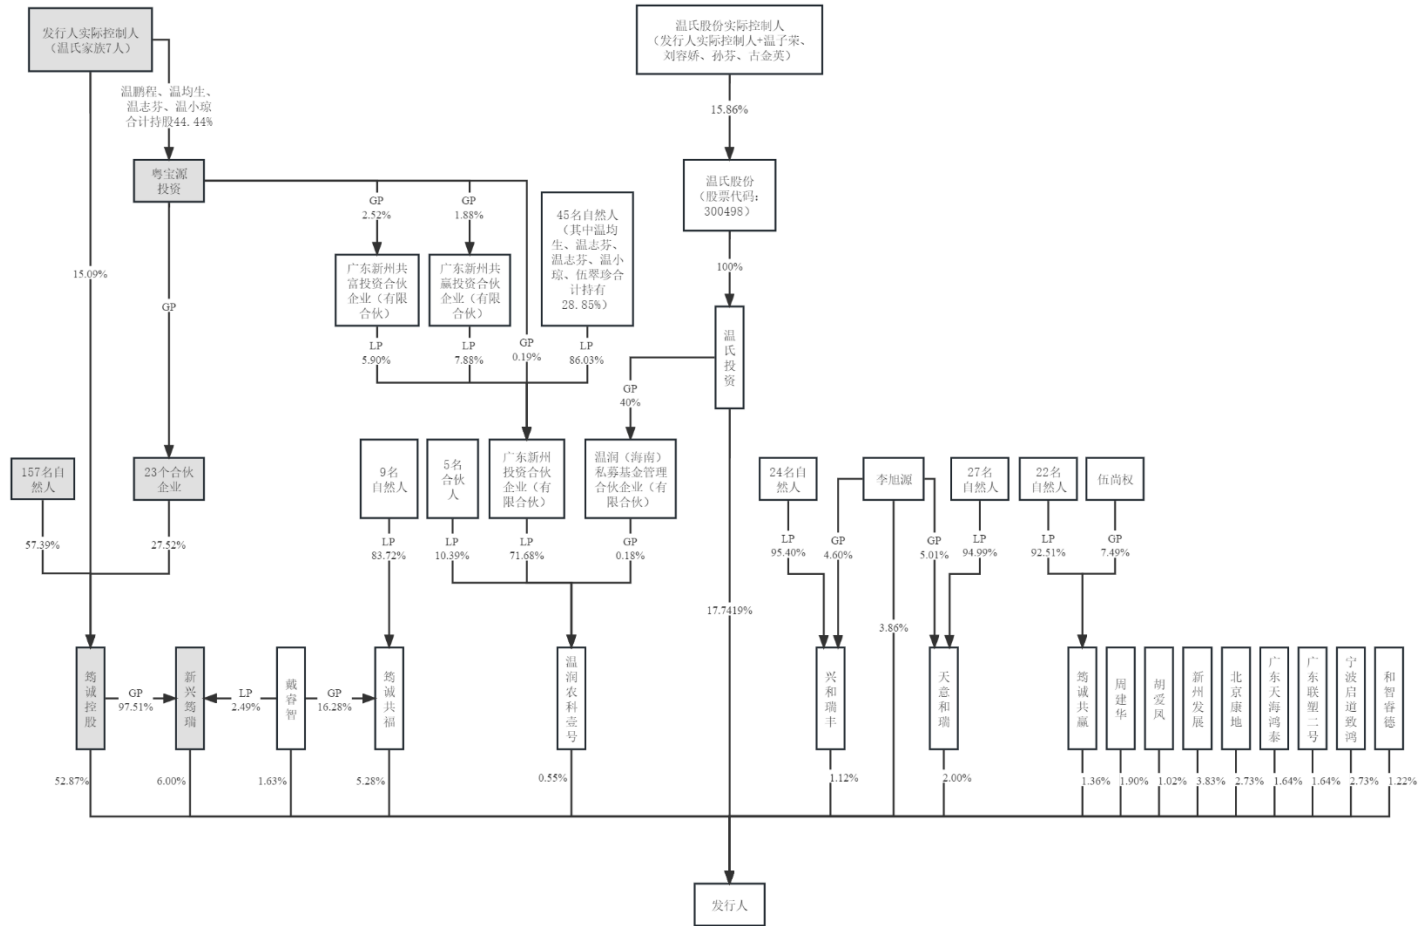 发行人实际控制人
（温氏家族7人）
温氏股份实际控制人
（发行人实际控制人+温子荣、
刘容娇、孙芬、古金英）
温鹏程、温均生、
温志芬、温小琼
合计持股44.44%
15.86%
粤宝源
投资
温氏股份
（股票代码：
300498）
GP
2.52%
GP
1.88%
45名自然人
（其中温均
生、温志芬、
温志芬、温小
琼、伍翠珍合
计持有
28.85%）
15.09%
GP
广东新州共
富投资合伙
企业（有限
合伙）
广东新州共
赢投资合伙
企业（有限
合伙）
100%
温氏投资
LP
5.90%
LP
7.88%
GP
0.19%
LP
86.03%
GP
40%
157名自
然人
23个合伙
企业
9名
自然人
5名
合伙
人
广东新州
投资合伙
企业（有
限合伙）
温润（海南）
私募基金管理
合伙企业（有
限合伙）
24名自
然人
李旭源
27名
自然人
22名
自然人
伍尚权
57.39%
27.52%
LP
83.72%
LP
10.39%
LP
71.68%
GP
0.18%
LP
95.40%
GP
4.60%
GP
5.01%
LP
94.99%
LP
92.51%
GP
7.49%
17.7419%
3.86%
筠诚控股
GP
97.51%
新兴筠瑞
LP
2.49%
戴睿智
GP
16.28%
筠诚共福
温润农科壹号
兴和瑞丰
天意和瑞
筠诚共赢
周建华
胡爱凤
新州发展
北京康地
广东天海鸿泰
广东联塑二号
宁波启道致鸿
和智睿德
52.87%
6.00%
1.63%
5.28%
0.55%
1.12%
2.00%
1.36%
1.90%
1.02%
3.83%
2.73%
1.64%
1.64%
2.73%
1.22%
发行人